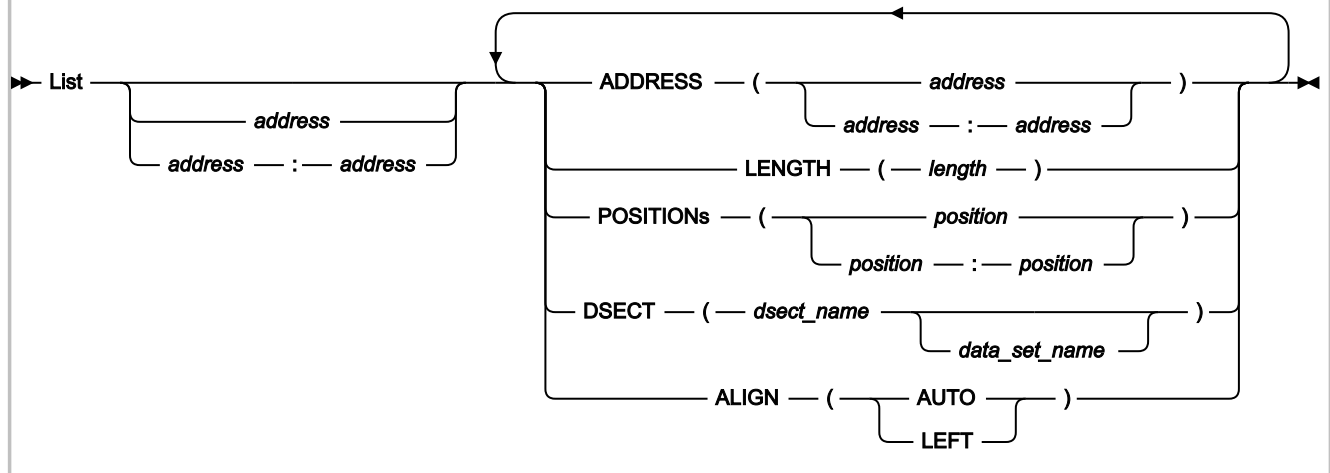 List ADDRESS ( address )
address address : address
address : address
LENGTH ( length )
POSITIONs ( position )
position : position
DSECT ( dsect_name )
data_set_name
ALIGN ( AUTO )
LEFT